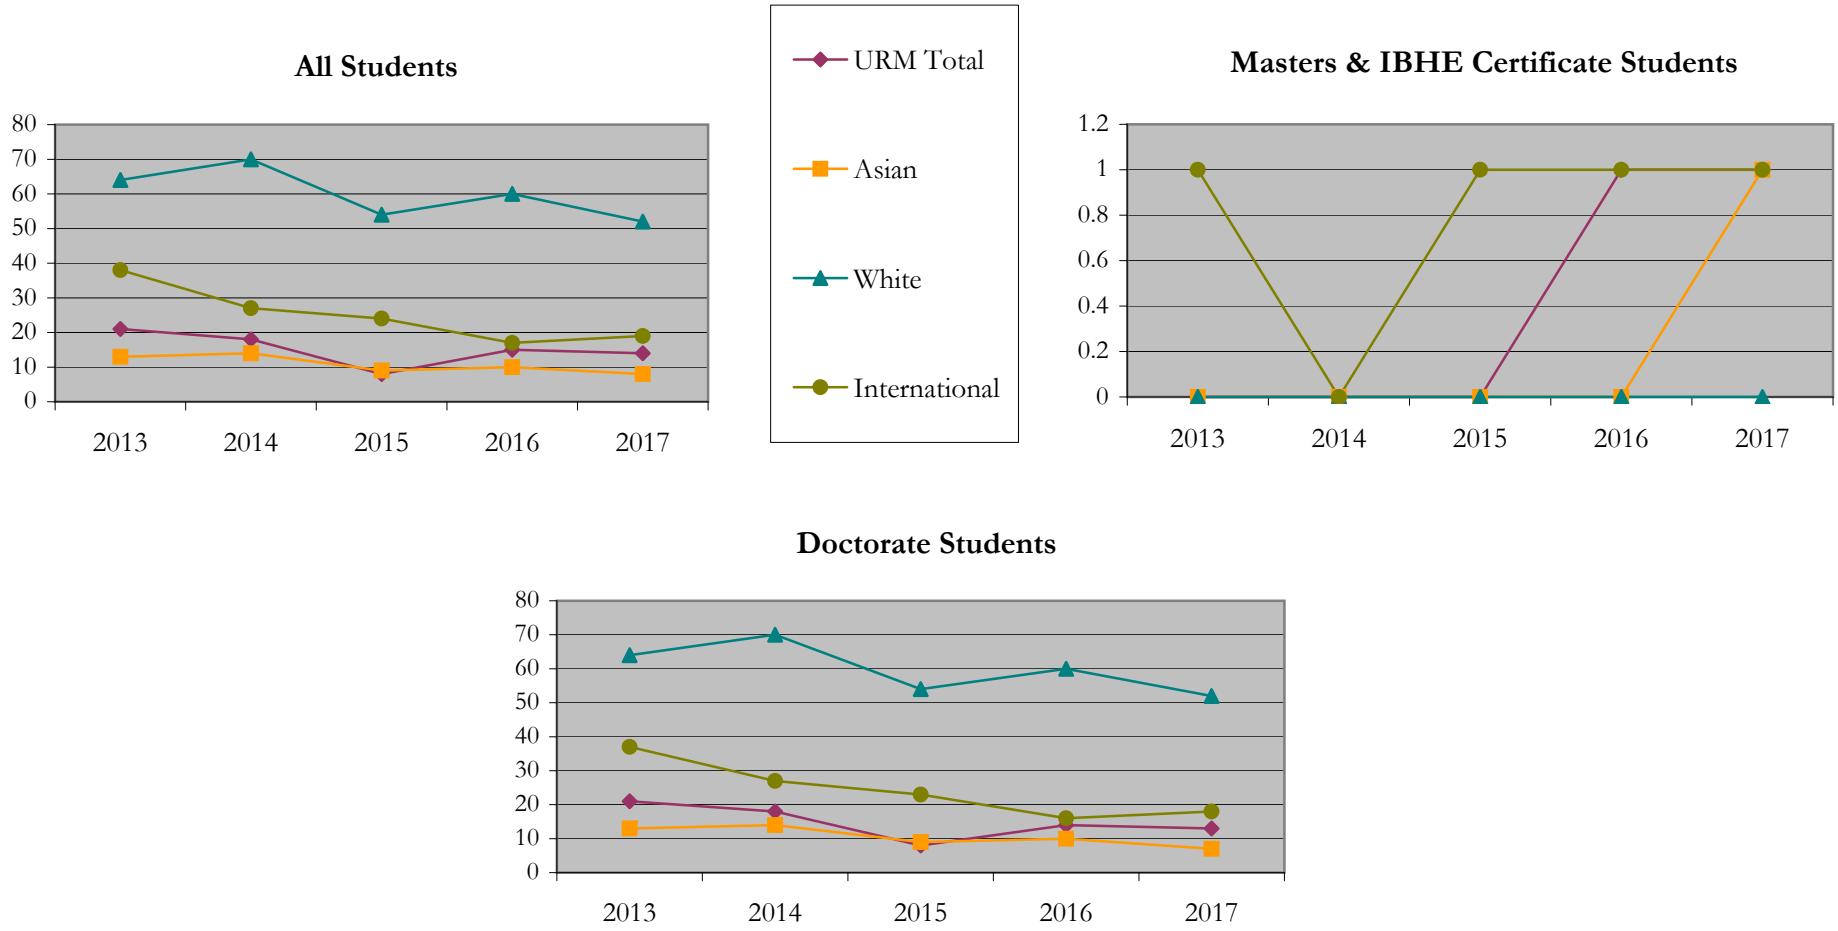 All Students
80
70
60
50
40
30
20
10
0
2013 2014 2015 2016 2017
URM Total
Asian
White
International
Masters & IBHE Certificate Students
1.2
1
0.8
0.6
0.4
0.2
0
2013 2014 2015 2016 2017
Doctorate Students
80
70
60
50
40
30
20
10
0
2013 2014 2015 2016 2017